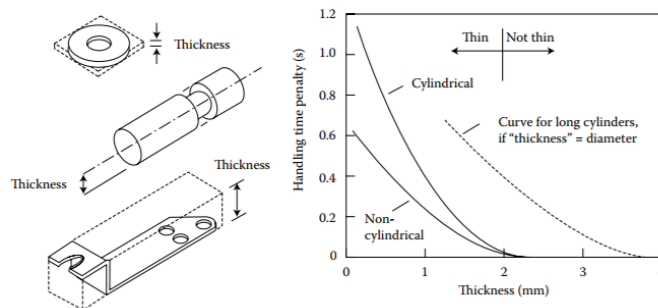 Thickness
Thickness
Thickness
Handling time penalty (s)
1.2
1.0
0.8
0.6
0.4
0.2
0
Thin
Not thin
Cylindrical
Curve for long cylinders,
if “thickness” = diameter
Non-
cylindrical
0
1
2
3
4
Thickness (mm)